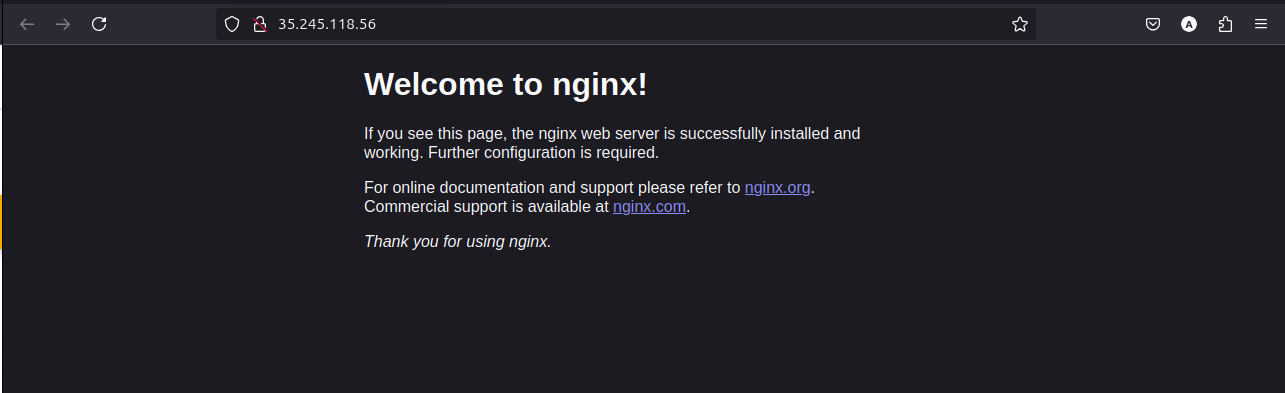 35.245.118.56
A
Welcome to nginx!
If you see this page, the nginx web server is successfully installed and
working. Further configuration is required.
For online documentation and support please refer to nginx.org.
Commercial support is available at nginx.com.
Thank you for using nginx.